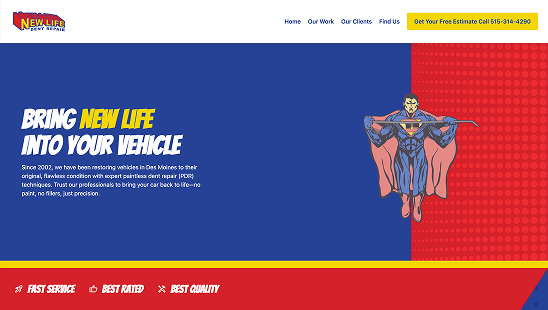 NEW LIFE
DENT REPAIR
Home Our Work Our Clients Find Us Get Your Free Estimate Call 515-314-4290
BRING NEW LIFE
INTO YOUR VEHICLE
Since 2002, we have been restoring vehicles in Des Moines to their
original, flawless condition with expert paintless dent repair (PDR)
techniques. Trust our professionals to bring your car back to life—no
paint, no fillers, just precision.
FAST SERVICE BEST RATED BEST QUALITY